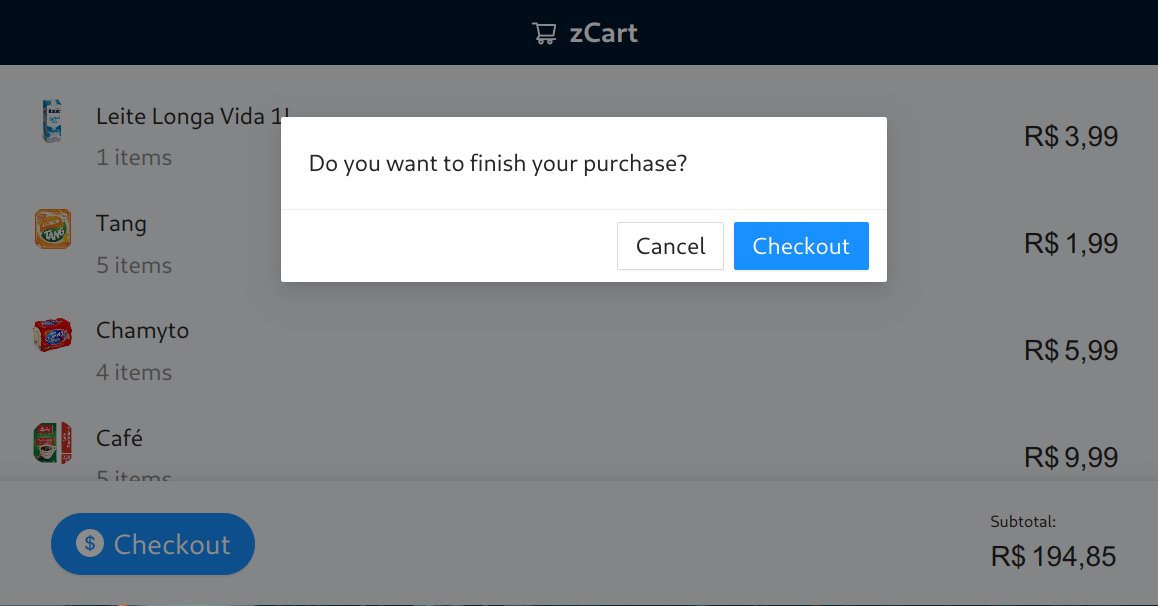 zCart
Leite Longa Vida 1L
R$ 3,99
1 items
Do you want to finish your purchase?
Cancel
Checkout
Tang
R$ 1,99
5 items
Chamyto
R$ 5,99
4 items
Café
R$ 9,99
5 items
$ Checkout
Subtotal:
R$ 194,85
TANG